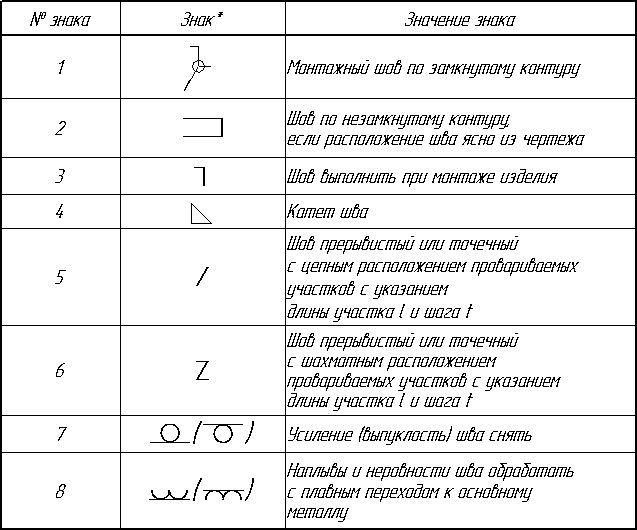 № знака Знак* Значение знака
1 Монтажный шов по замкнутому контуру
2 Шов по незамкнутому контуру,
если расположение шва ясно из чертежа
3 Шов выполнить при монтаже изделия
4 Катет шва
5 Шов прерывистый или точечный
с цепным расположением провариваемых
участков с указанием
длины участка l и шага t
6 Шов прерывистый или точечный
с шахматным расположением
провариваемых участков с указанием
длины участка l и шага t
7 Усиление (выпуклость) шва снять
8 Наплывы и неровности шва обработать
с плавным переходом к основному
металлу